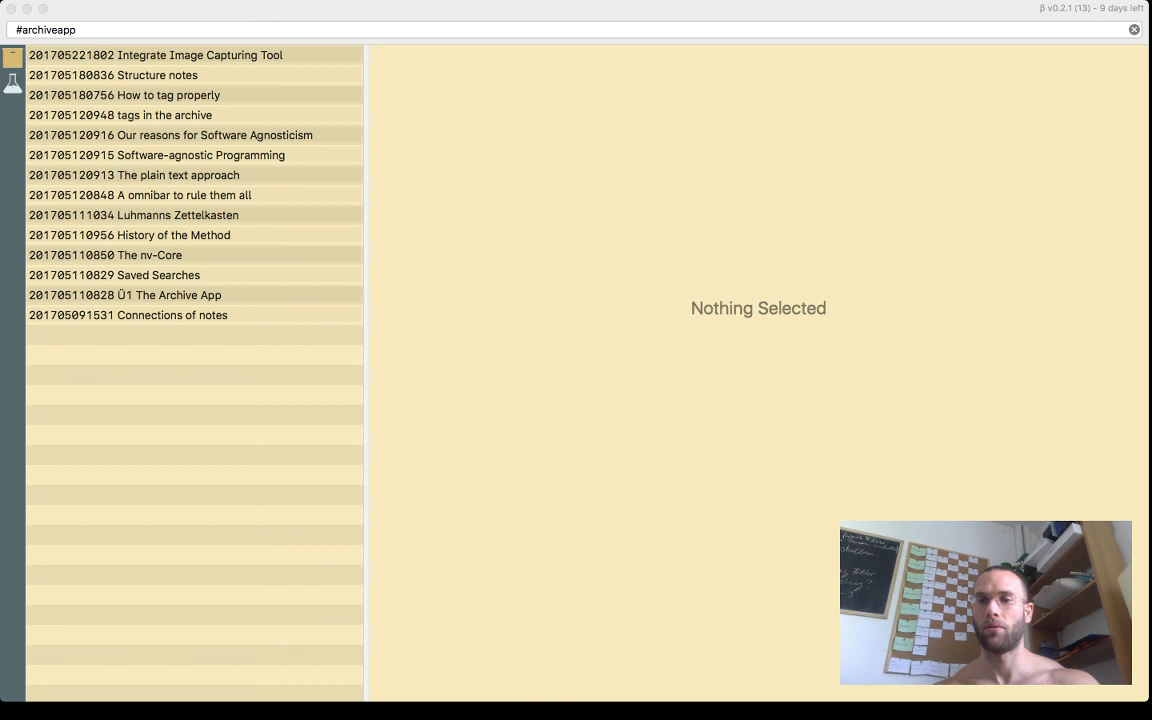 β v0.2.1 (13) - 9 days left
#archiveapp
201705221802 Integrate Image Capturing Tool
201705180836 Structure notes
201705180756 How to tag properly
201705120948 tags in the archive
201705120916 Our reasons for Software Agnosticism
201705120915 Software-agnostic Programming
201705120913 The plain text approach
201705120848 A omnibar to rule them all
201705111034 Luhmanns Zettelkasten
201705110956 History of the Method
201705110850 The nv-Core
201705110829 Saved Searches
201705110828 Ü1 The Archive App
201705091531 Connections of notes
Nothing Selected